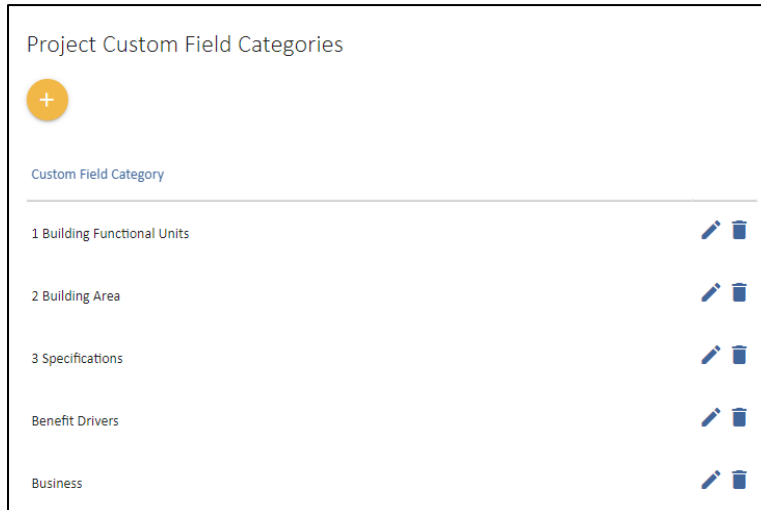 Project Custom Field Categories
+
Custom Field Category
1 Building Functional Units
2 Building Area
3 Specifications
Benefit Drivers
Business